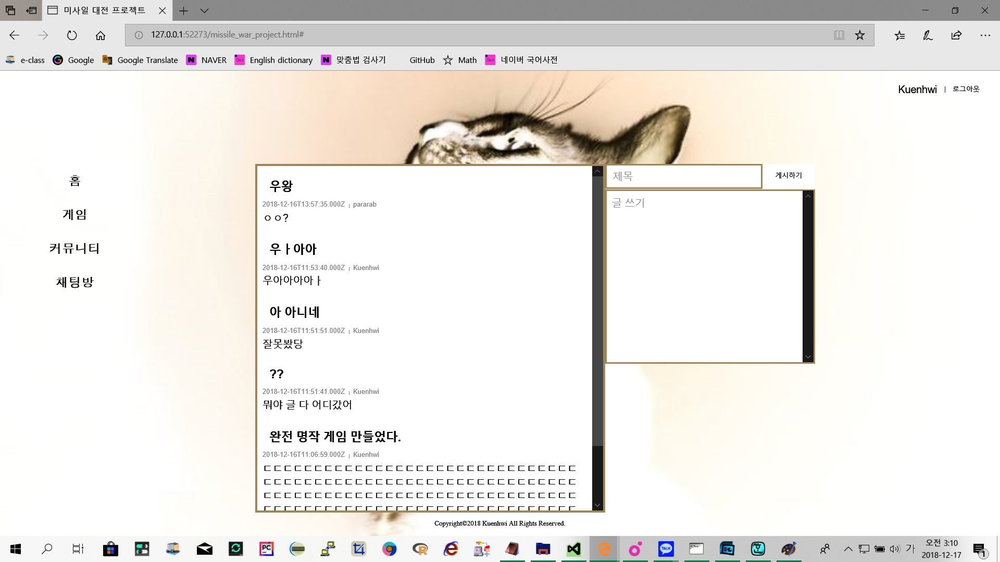 미사일 대전 프로젝트
127.0.0.1:52273/missile_war_project.html#
e-class Google Google Translate NAVER English dictionary 맞춤법 검사기 GitHub Math 네이버 국어사전
Kuenhwi | 로그아웃
홈
게임
커뮤니티
채팅방
우왕
2018-12-16T13:57:35.000Z | pararab
ㅇㅇ?
우ㅏ아아
2018-12-16T11:53:40.000Z | Kuenhwi
우아아아아ㅏ
아 아니네
2018-12-16T11:51:51.000Z | Kuenhwi
잘못봤당
??
2018-12-16T11:51:41.000Z | Kuenhwi
뭐야 글 다 어디갔어
완전 명작 게임 만들었다.
2018-12-16T11:06:59.000Z | Kuenhwi
ㄷㄷㄷㄷㄷㄷㄷㄷㄷㄷㄷㄷㄷㄷㄷㄷㄷㄷㄷㄷㄷㄷㄷㄷㄷㄷㄷㄷㄷㄷㄷ
ㄷㄷㄷㄷㄷㄷㄷㄷㄷㄷㄷㄷㄷㄷㄷㄷㄷㄷㄷㄷㄷㄷㄷㄷㄷㄷㄷㄷㄷㄷㄷ
ㄷㄷㄷㄷㄷㄷㄷㄷㄷㄷㄷㄷㄷㄷㄷㄷㄷㄷㄷㄷㄷㄷㄷㄷㄷㄷㄷㄷㄷㄷㄷ
ㄷㄷㄷㄷㄷㄷㄷㄷㄷㄷㄷㄷㄷㄷㄷㄷㄷㄷㄷㄷㄷㄷㄷㄷㄷㄷㄷㄷㄷㄷㄷ
제목
게시하기
글 쓰기
Copyright©2018 Kuenhwi All Rights Reserved.
PC
R
TALK
가
오전 3:10
2018-12-17
1